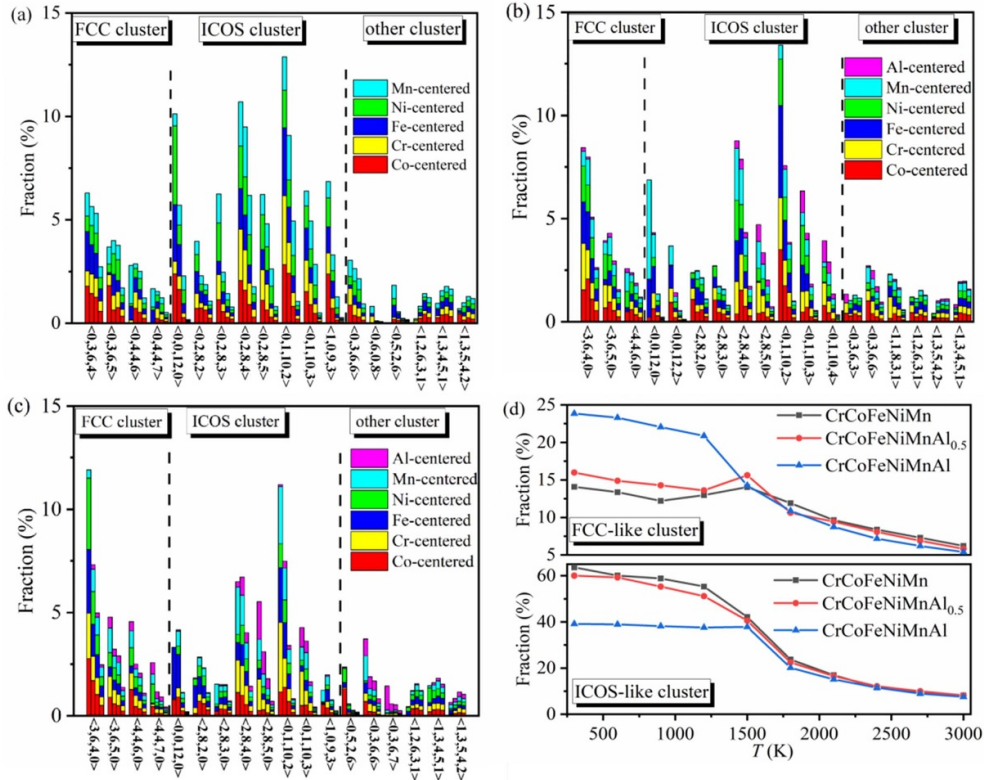 (a)
15
10
5
0
Fraction (%)
FCC cluster
ICOS cluster
other cluster
Mn-centered
Ni-centered
Fe-centered
Cr-centered
Co-centered
<0,3,6,4>
<0,3,6,5>
<0,4,4,6>
<0,4,4,7>
<0,0,12,0>
<0,2,8,2>
<0,2,8,3>
<0,2,8,4>
<0,2,8,5>
<0,1,10,2>
<0,1,10,3>
<1,0,9,3>
<0,3,6,6>
<0,6,0,8>
<0,5,2,6>
<1,2,6,3,1>
<1,3,4,5,1>
<1,3,5,4,2>
(b)
15
10
5
0
Fraction (%)
FCC cluster
ICOS cluster
other cluster
Al-centered
Mn-centered
Ni-centered
Fe-centered
Cr-centered
Co-centered
<3,6,4,0>
<3,6,5,0>
<4,4,6,0>
<0,0,12,0>
<0,0,12,2>
<2,8,2,0>
<2,8,3,0>
<2,8,4,0>
<2,8,5,0>
<0,1,10,2>
<0,1,10,3>
<0,1,10,4>
<0,3,6,3>
<0,3,6,6>
<1,1,8,3,1>
<1,2,6,3,1>
<1,3,5,4,2>
<1,3,4,5,1>
(c)
15
10
5
0
Fraction (%)
FCC cluster
ICOS cluster
other cluster
Al-centered
Mn-centered
Ni-centered
Fe-centered
Cr-centered
Co-centered
<3,6,4,0>
<3,6,5,0>
<4,4,6,0>
<4,4,7,0>
<0,0,12,0>
<2,8,2,0>
<2,8,3,0>
<2,8,4,0>
<2,8,5,0>
<0,1,10,2>
<0,1,10,3>
<1,0,9,3>
<0,5,2,6>
<0,3,6,6>
<0,3,6,7>
<1,2,6,3,1>
<1,3,4,5,1>
<1,3,5,4,2>
(d)
25
20
15
10
5
Fraction (%)
CrCoFeNiMn
CrCoFeNiMnAl0.5
CrCoFeNiMnAl
FCC-like cluster
60
40
20
0
Fraction (%)
CrCoFeNiMn
CrCoFeNiMnAl0.5
CrCoFeNiMnAl
ICOS-like cluster
500 1000 1500 2000 2500 3000
T (K)